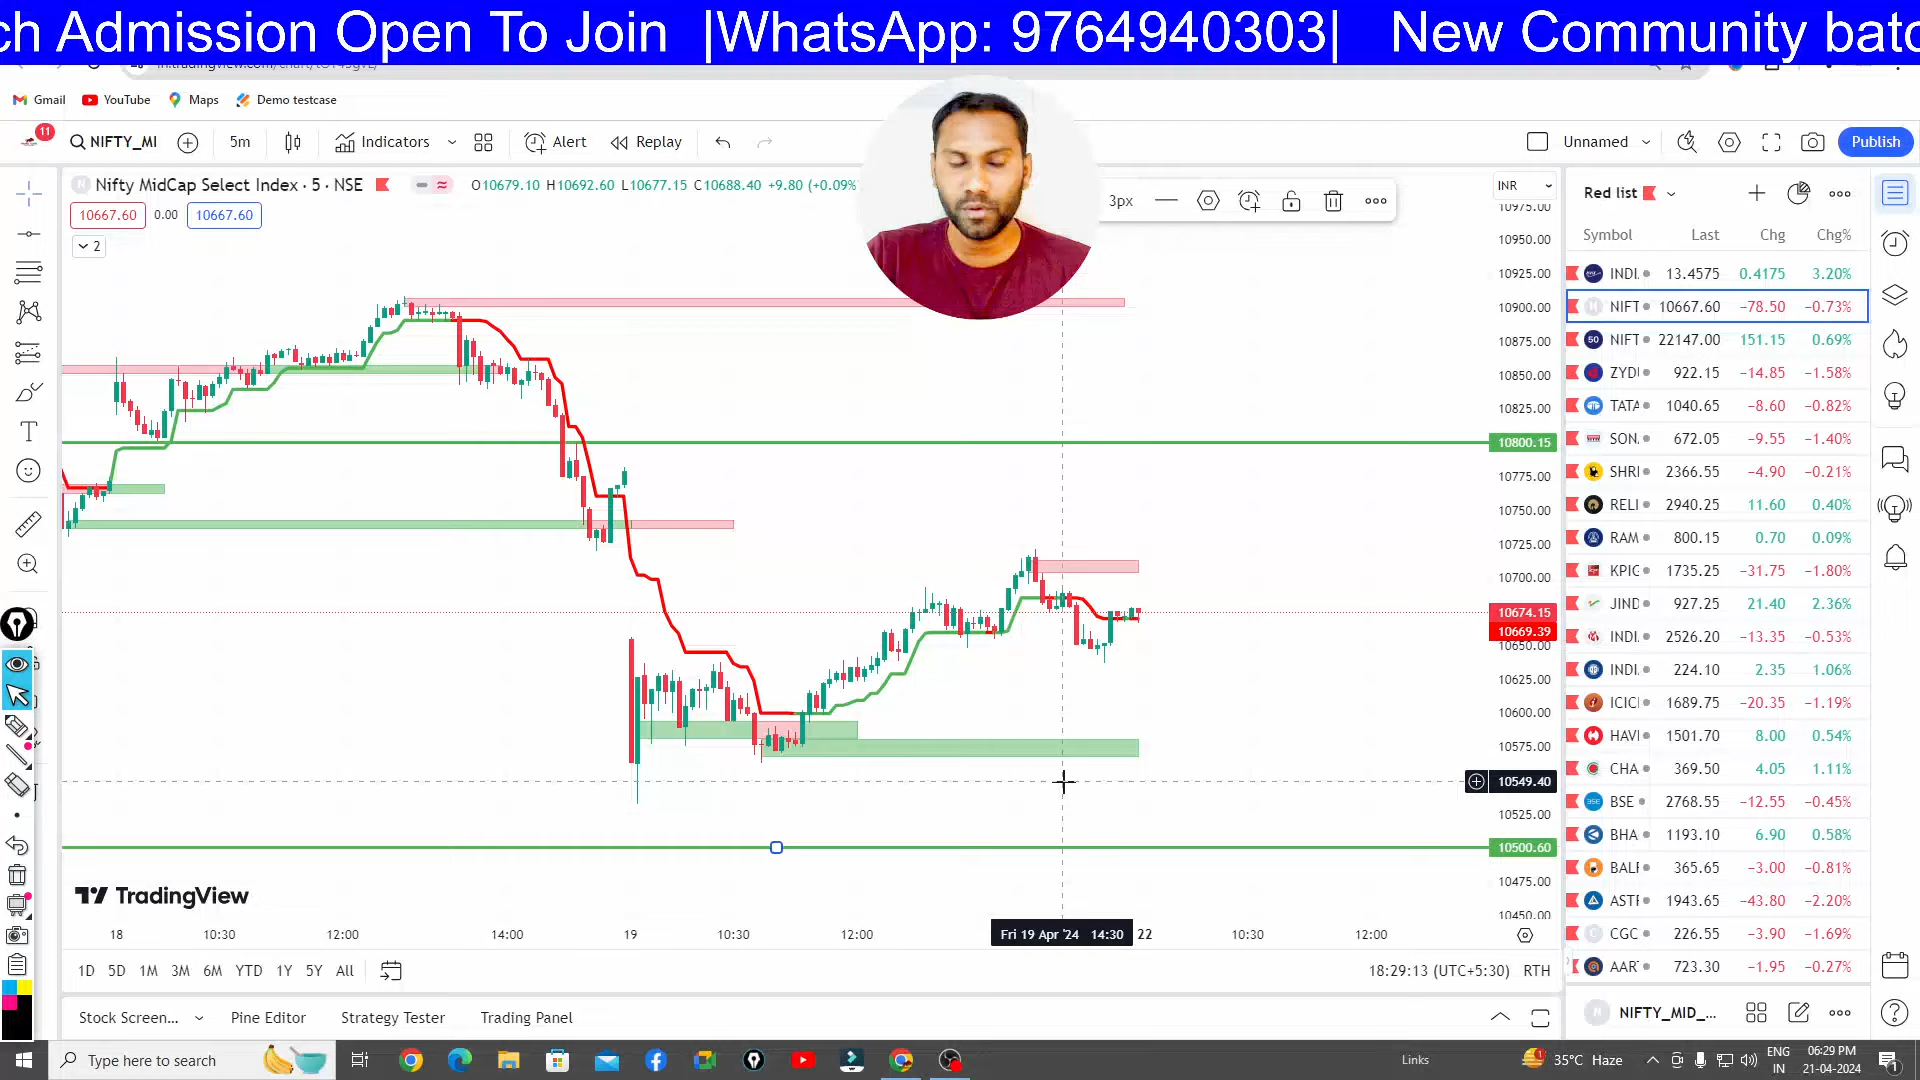 ch Admission Open To Join |WhatsApp: 9764940303| New Community batc
Gmail YouTube Maps Demo testcase
11 NIFTY_MI 5m Indicators Alert Replay Unnamed Publish
Nifty MidCap Select Index · 5 · NSE O10679.10 H10692.60 L10677.15 C10688.40 +9.80 (+0.09%
10667.60 0.00 10667.60
2
3px
INR
10975.00
10950.00
10925.00
10900.00
10875.00
10850.00
10825.00
10800.15
10775.00
10750.00
10725.00
10700.00
10674.15
10669.39
10650.00
10625.00
10600.00
10575.00
10549.40
10525.00
10500.60
10475.00
10450.00
TradingView
18 10:30 12:00 14:00 19 10:30 12:00 Fri 19 Apr '24 14:30 22 10:30 12:00
1D 5D 1M 3M 6M YTD 1Y 5Y All 18:29:13 (UTC+5:30) RTH
Stock Screen... Pine Editor Strategy Tester Trading Panel
Red list
Symbol Last Chg Chg%
INDI. 13.4575 0.4175 3.20%
NIFT 10667.60 −78.50 −0.73%
50 NIFT 22147.00 151.15 0.69%
ZYDI 922.15 −14.85 −1.58%
TATA 1040.65 −8.60 −0.82%
SON. 672.05 −9.55 −1.40%
SHRI 2366.55 −4.90 −0.21%
RELI 2940.25 11.60 0.40%
RAM 800.15 0.70 0.09%
KPIC 1735.25 −31.75 −1.80%
JIND 927.25 21.40 2.36%
INDI. 2526.20 −13.35 −0.53%
INDI. 224.10 2.35 1.06%
ICICI 1689.75 −20.35 −1.19%
HAVI 1501.70 8.00 0.54%
CHA 369.50 4.05 1.11%
BSE 2768.55 −12.55 −0.45%
BHA 1193.10 6.90 0.58%
BALI 365.65 −3.00 −0.81%
ASTI 1943.65 −43.80 −2.20%
CGC 226.55 −3.90 −1.69%
AAR 723.30 −1.95 −0.27%
NIFTY_MID_...
Type here to search Links 35°C Haze ENG IN 06:29 PM 21-04-2024 1